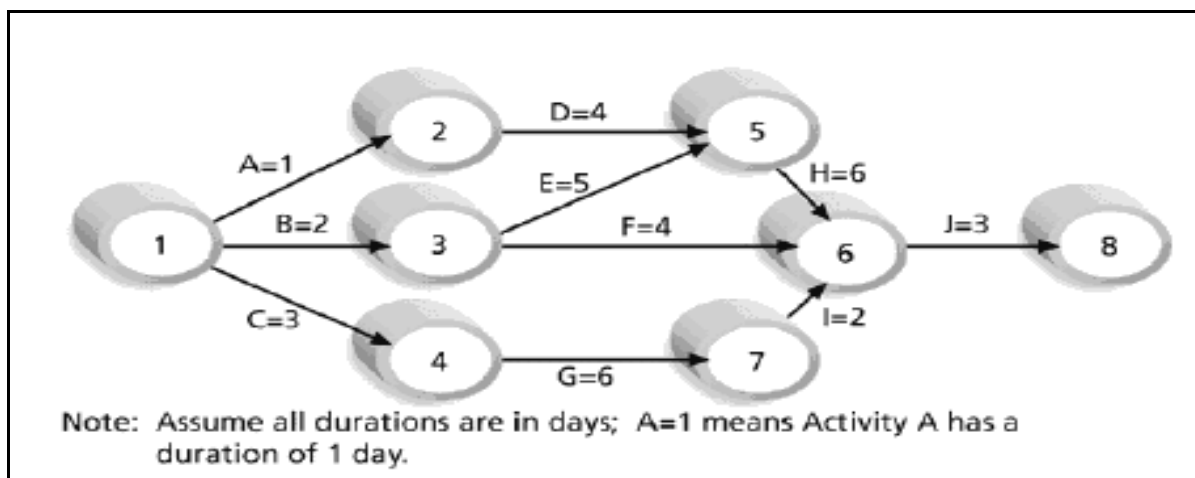 2
D=4
5
A=1
E=5
H=6
1
B=2
3
F=4
6
J=3
8
C=3
4
G=6
7
I=2
Note: Assume all durations are in days; A=1 means Activity A has a
duration of 1 day.